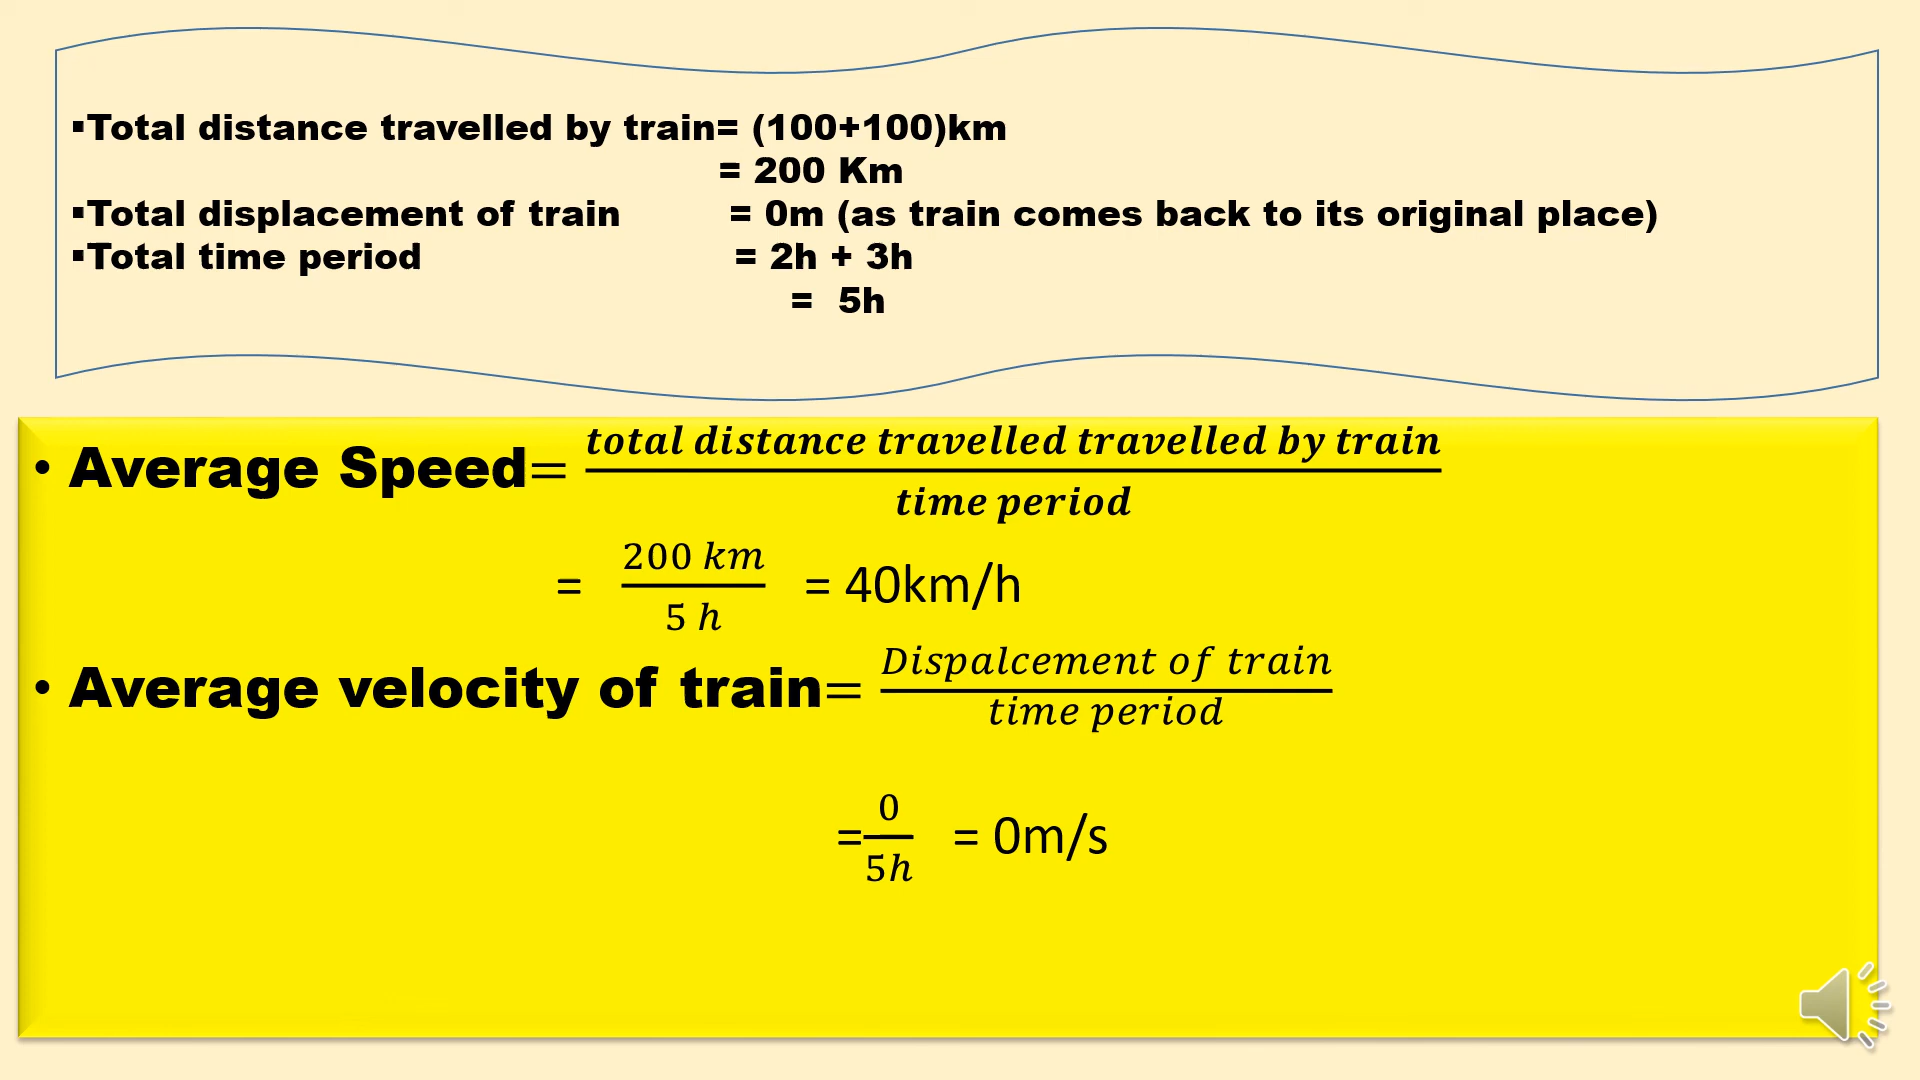 ▪Total distance travelled by train= (100+100)km
= 200 Km
▪Total displacement of train = 0m (as train comes back to its original place)
▪Total time period = 2h + 3h
= 5h
• Average Speed= total distance travelled travelled by train
time period
= 200 km / 5 h = 40km/h
• Average velocity of train= Dispalcement of train
time period
= 0 / 5h = 0m/s